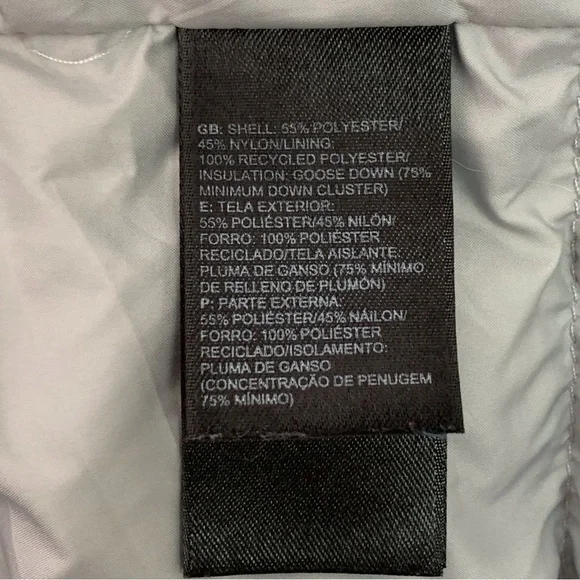 GB: SHELL: 55% POLYESTER/
45% NYLON/LINING:
100% RECYCLED POLYESTER/
INSULATION: GOOSE DOWN (75%
MINIMUM DOWN CLUSTER)
E: TELA EXTERIOR:
55% POLIÉSTER/45% NILÓN/
FORRO: 100% POLIÉSTER
RECICLADO/TELA AISLANTE:
PLUMA DE GANSO (75% MÍNIMO
DE RELLENO DE PLUMÓN)
P: PARTE EXTERNA:
55% POLIÉSTER/45% NÁILON/
FORRO: 100% POLIÉSTER
RECICLADO/ISOLAMENTO:
PLUMA DE GANSO
(CONCENTRAÇÃO DE PENUGEM
75% MÍNIMO)